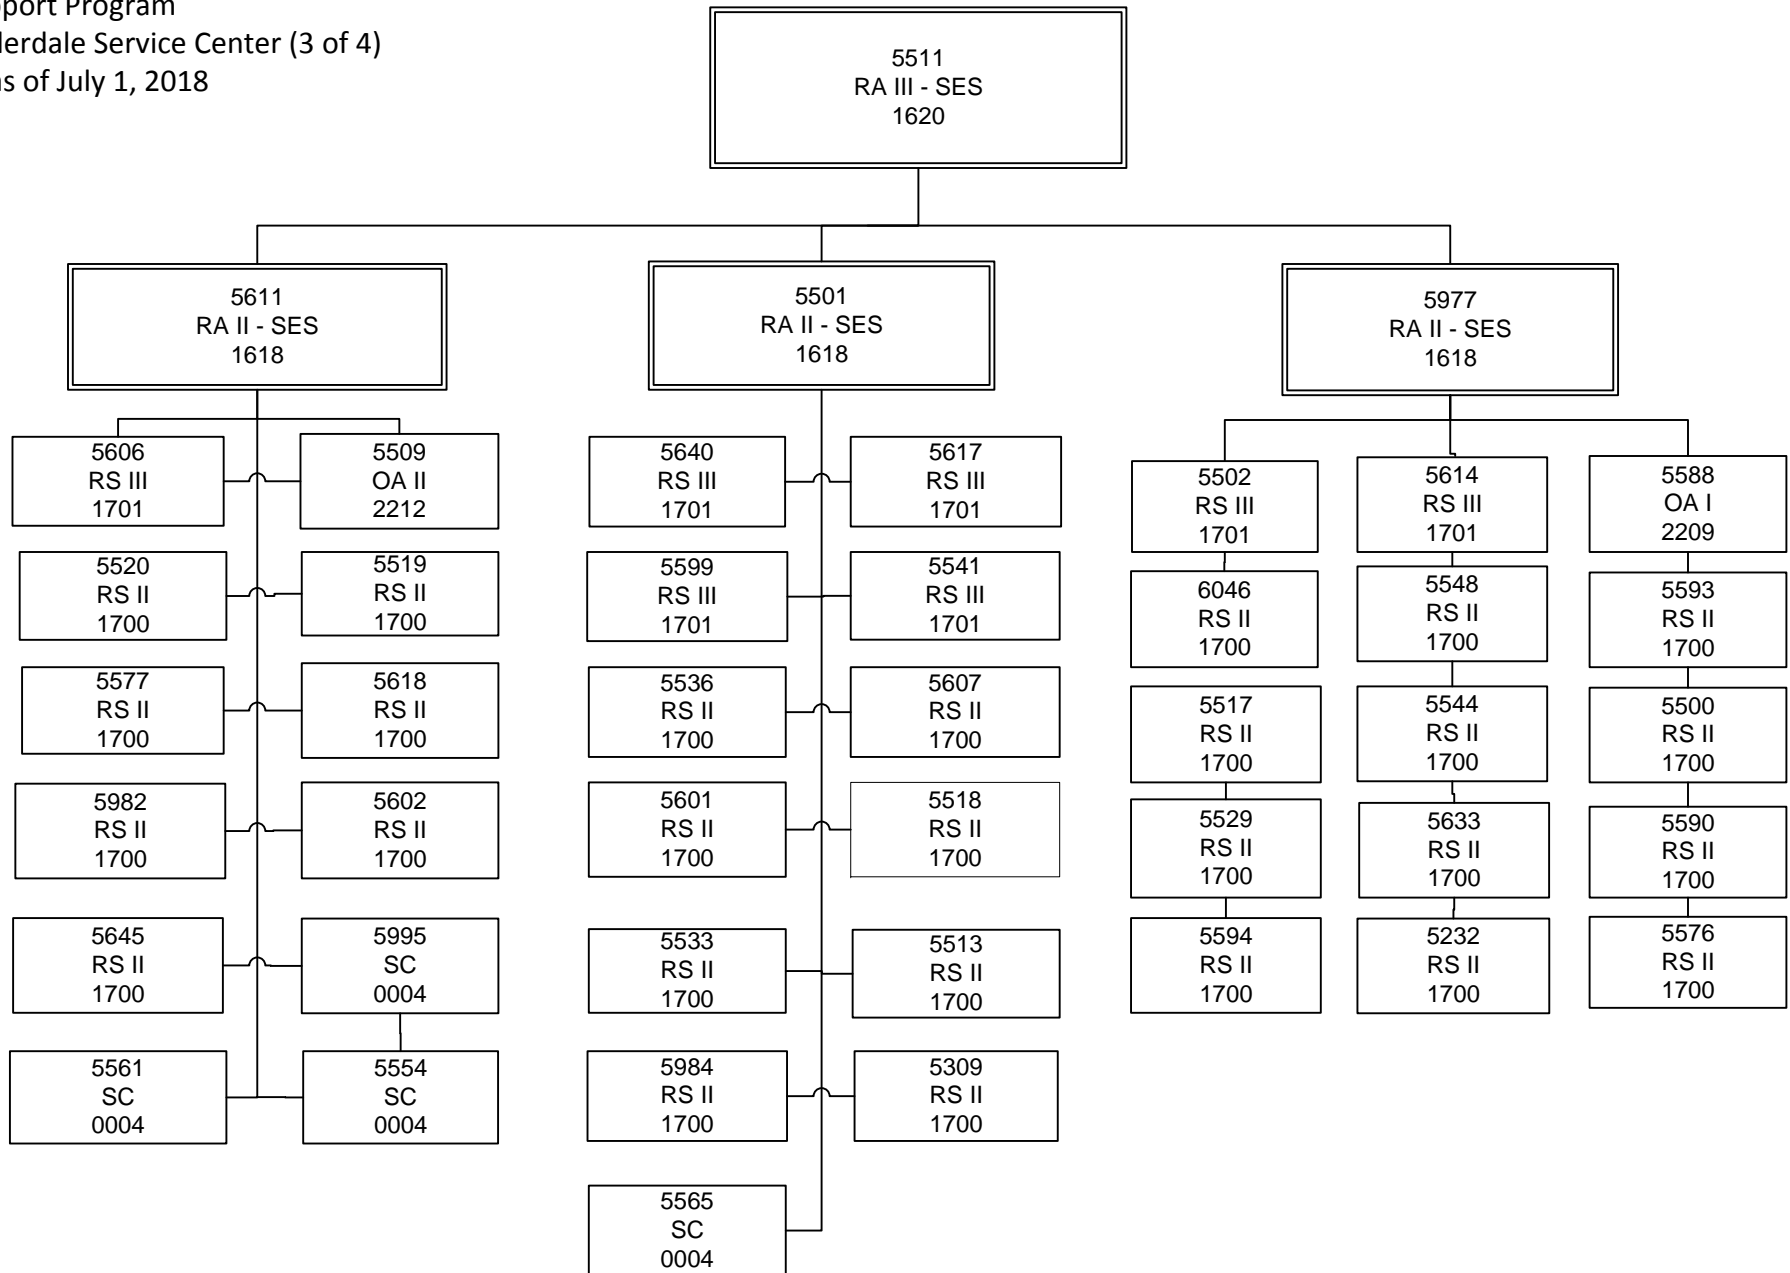 Program
Service Center (3 of 4)
of July 1, 2018
5511
RA III - SES
1620
5611
RA II - SES
1618
5501
RA II - SES
1618
5977
RA II - SES
1618
5606
RS III
1701
5509
OA II
2212
5520
RS II
1700
5519
RS II
1700
5577
RS II
1700
5618
RS II
1700
5982
RS II
1700
5602
RS II
1700
5645
RS II
1700
5995
SC
0004
5561
SC
0004
5554
SC
0004
5640
RS III
1701
5617
RS III
1701
5599
RS III
1701
5541
RS III
1701
5536
RS II
1700
5607
RS II
1700
5601
RS II
1700
5518
RS II
1700
5533
RS II
1700
5513
RS II
1700
5984
RS II
1700
5309
RS II
1700
5565
SC
0004
5502
RS III
1701
6046
RS II
1700
5517
RS II
1700
5529
RS II
1700
5594
RS II
1700
5614
RS III
1701
5548
RS II
1700
5544
RS II
1700
5633
RS II
1700
5232
RS II
1700
5588
OA I
2209
5593
RS II
1700
5500
RS II
1700
5590
RS II
1700
5576
RS II
1700